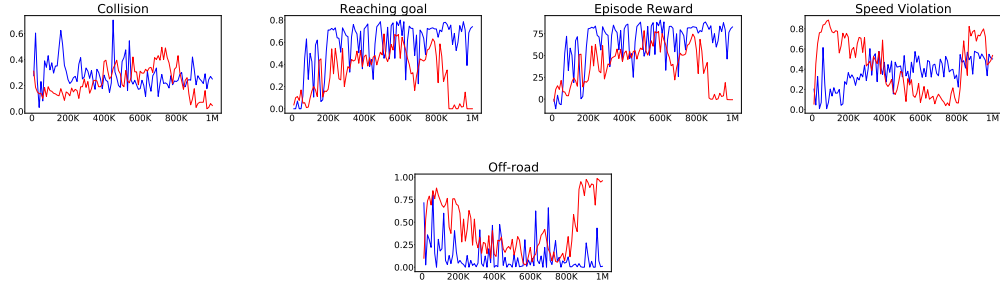 Collision
0.6
0.4
0.2
0.0
0 200K 400K 600K 800K 1M
Reaching goal
0.8
0.6
0.4
0.2
0.0
0 200K 400K 600K 800K 1M
Episode Reward
75
50
25
0
0 200K 400K 600K 800K 1M
Speed Violation
0.8
0.6
0.4
0.2
0.0
0 200K 400K 600K 800K 1M
Off-road
1.00
0.75
0.50
0.25
0.00
0 200K 400K 600K 800K 1M